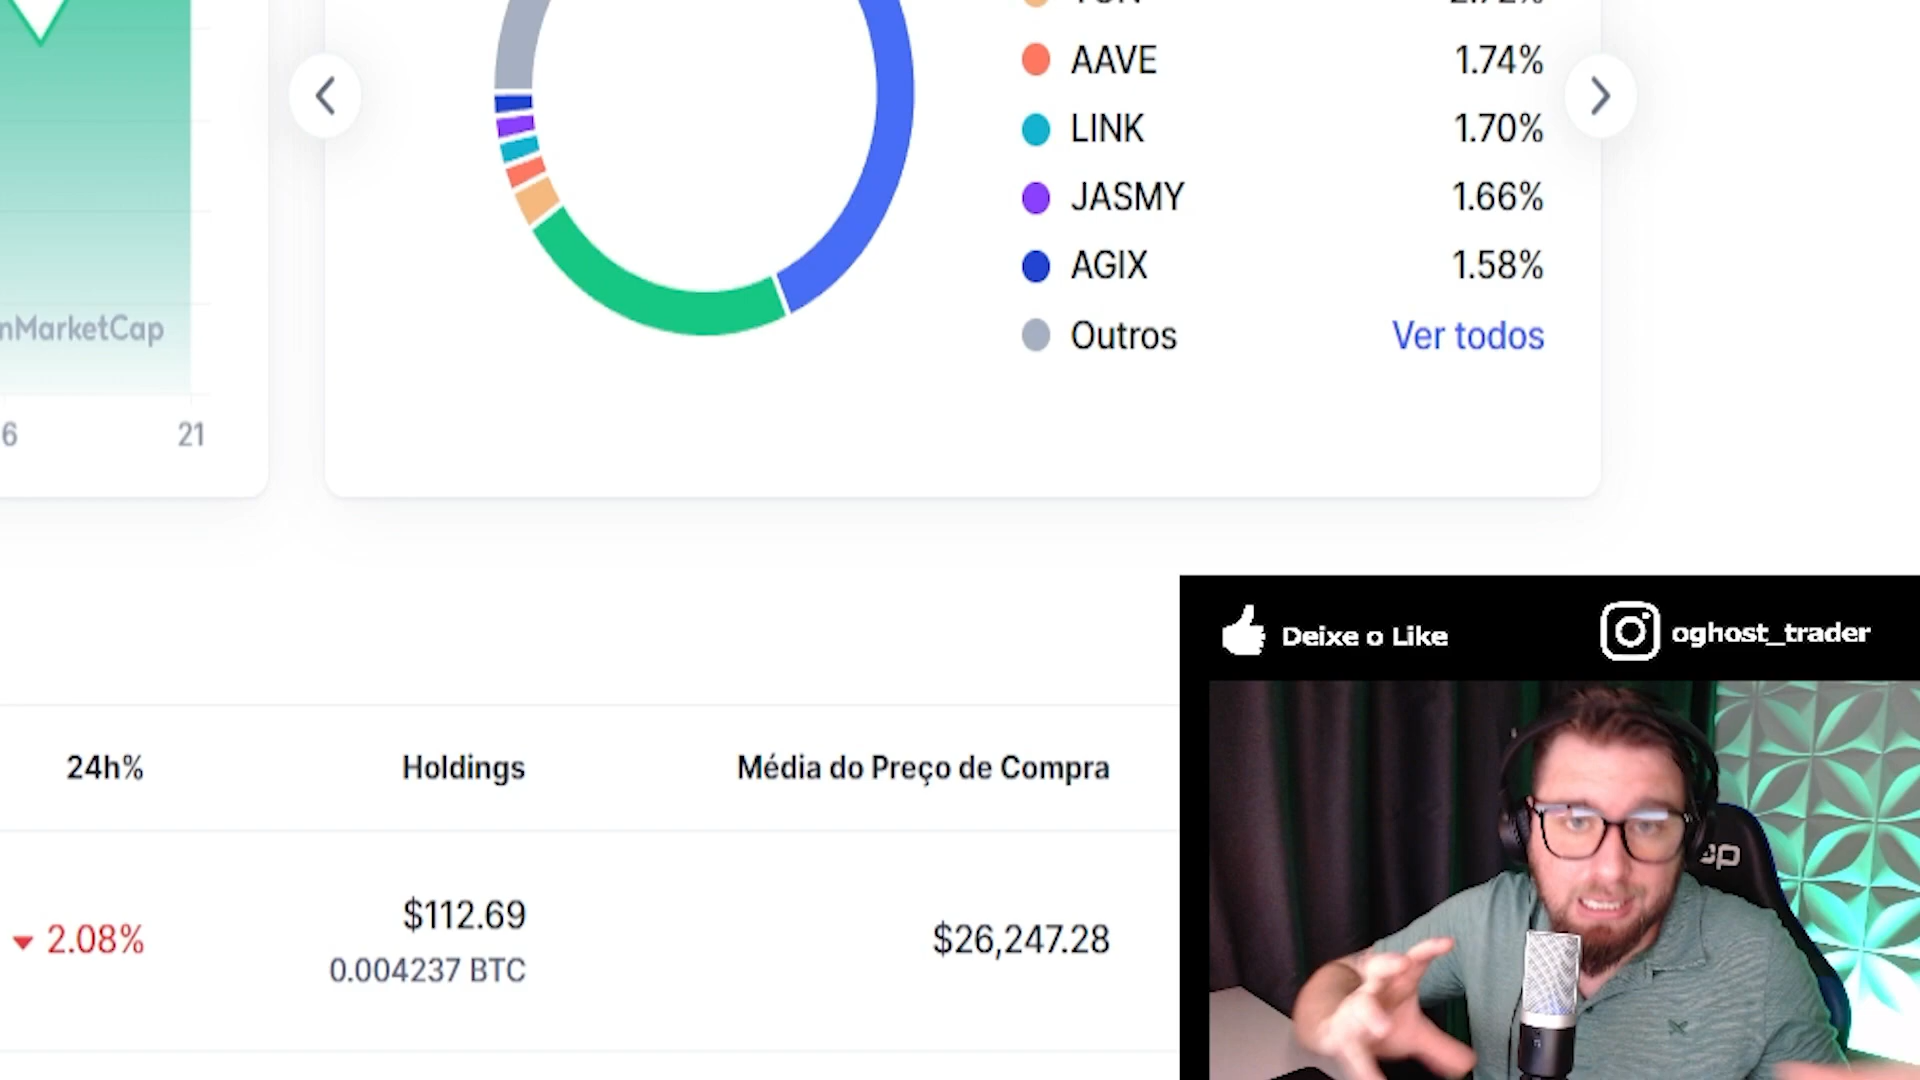 AAVE 1.74%
LINK 1.70%
JASMY 1.66%
AGIX 1.58%
Outros Ver todos
nMarketCap
6 21
Deixe o Like
oghost_trader
24h% Holdings Média do Preço de Compra
2.08% $112.69 $26,247.28
0.004237 BTC